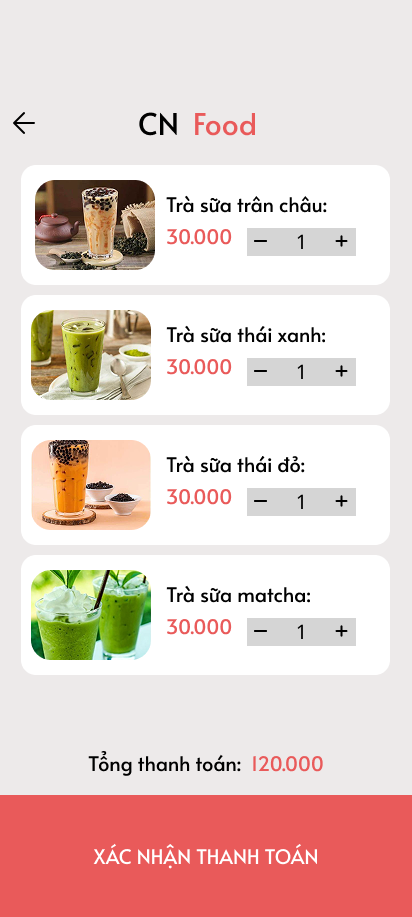 CN Food
Trà sữa trân châu:
30.000 − 1 +
Trà sữa thái xanh:
30.000 − 1 +
Trà sữa thái đỏ:
30.000 − 1 +
Trà sữa matcha:
30.000 − 1 +
Tổng thanh toán: 120.000
XÁC NHẬN THANH TOÁN